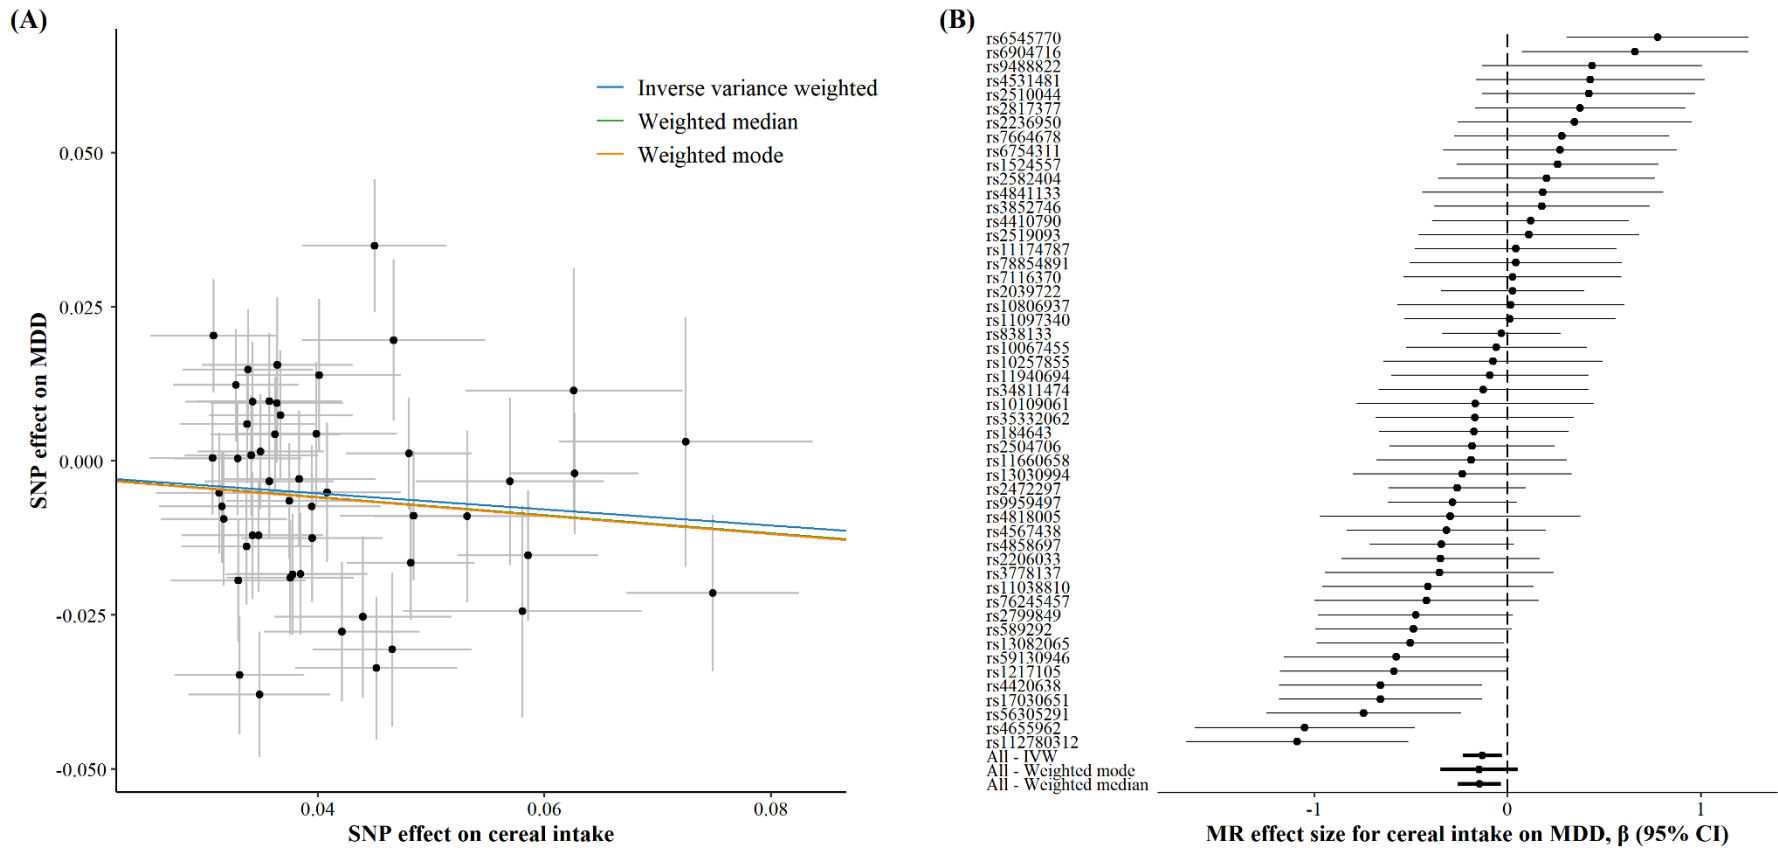 (A)
Inverse variance weighted
Weighted median
Weighted mode
0.050
0.025
0.000
-0.025
-0.050
SNP effect on MDD
0.04
0.06
0.08
SNP effect on cereal intake
(B)
rs6545770
rs6904716
rs9488822
rs4531481
rs2510044
rs2817377
rs2236950
rs7664678
rs6754311
rs1524557
rs2582404
rs4841133
rs3852746
rs4410790
rs2519093
rs11174787
rs78854891
rs7116370
rs2039722
rs10806937
rs11097340
rs838133
rs10067455
rs10257855
rs11940694
rs34811474
rs10109061
rs35332062
rs184643
rs2504706
rs11660658
rs13030994
rs2472297
rs9959497
rs4818005
rs4567438
rs4858697
rs2206033
rs3778137
rs11038810
rs76245457
rs2799849
rs589292
rs13082065
rs59130946
rs1217105
rs4420638
rs17030651
rs56305291
rs4655962
rs112780312
All - IVW
All - Weighted mode
All - Weighted median
-1
0
1
MR effect size for cereal intake on MDD, β (95% CI)